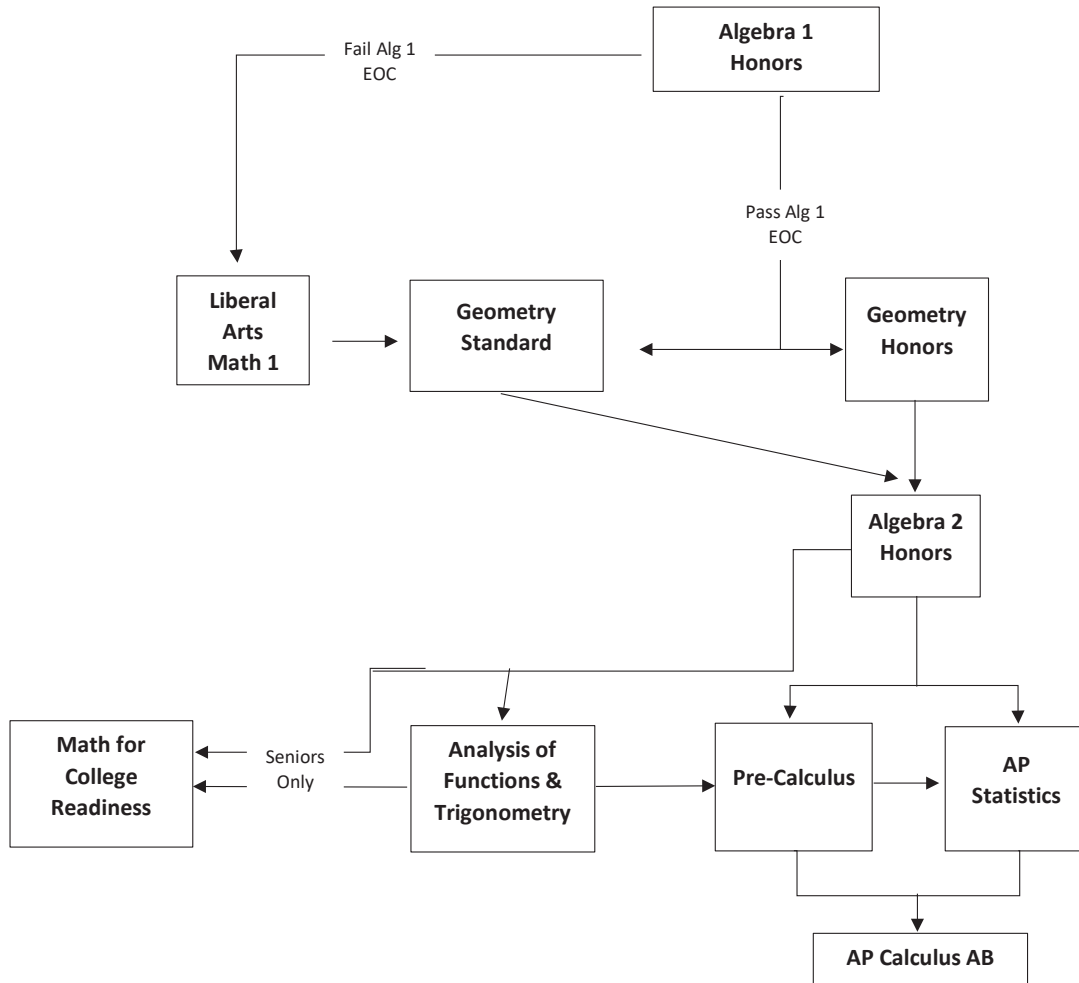 Algebra 1
Honors
Fail Alg 1
EOC
Pass Alg 1
EOC
Liberal
Arts
Math 1
Geometry
Standard
Geometry
Honors
Algebra 2
Honors
Math for
College
Readiness
Seniors
Only
Analysis of
Functions &
Trigonometry
Pre-Calculus
AP
Statistics
AP Calculus AB